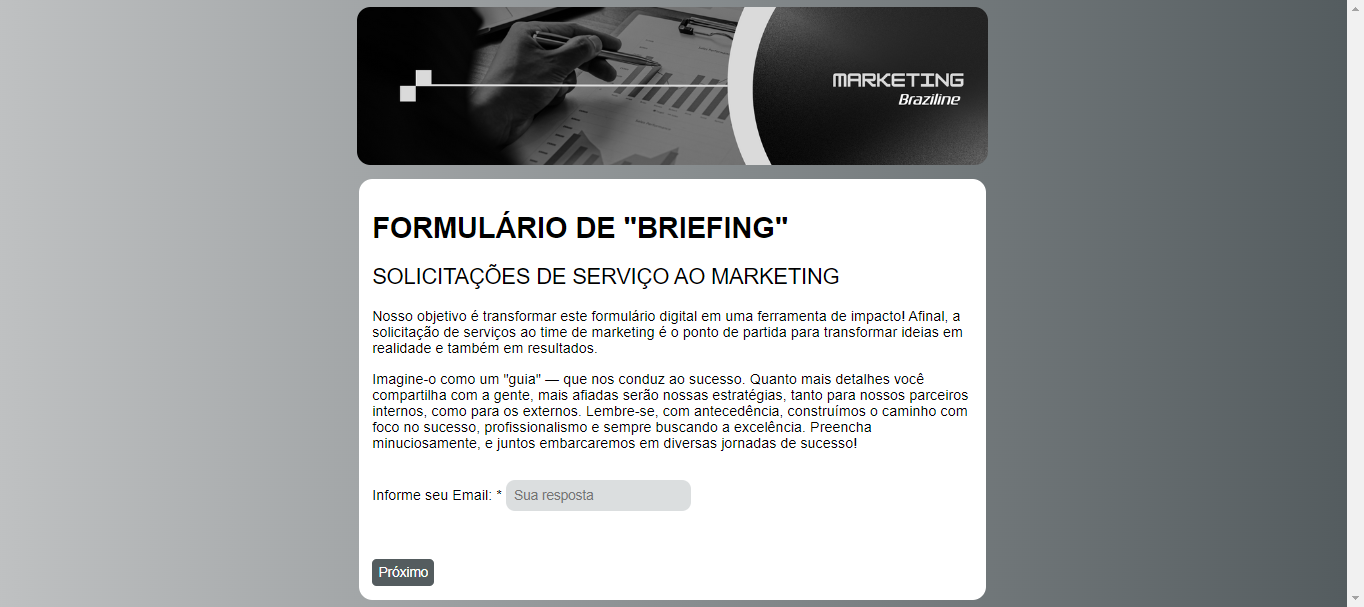 MARKETING
Braziline
FORMULÁRIO DE "BRIEFING"
SOLICITAÇÕES DE SERVIÇO AO MARKETING
Nosso objetivo é transformar este formulário digital em uma ferramenta de impacto! Afinal, a
solicitação de serviços ao time de marketing é o ponto de partida para transformar ideias em
realidade e também em resultados.
Imagine-o como um "guia" — que nos conduz ao sucesso. Quanto mais detalhes você
compartilha com a gente, mais afiadas serão nossas estratégias, tanto para nossos parceiros
internos, como para os externos. Lembre-se, com antecedência, construímos o caminho com
foco no sucesso, profissionalismo e sempre buscando a excelência. Preencha
minuciosamente, e juntos embarcaremos em diversas jornadas de sucesso!
Informe seu Email: * Sua resposta
Próximo